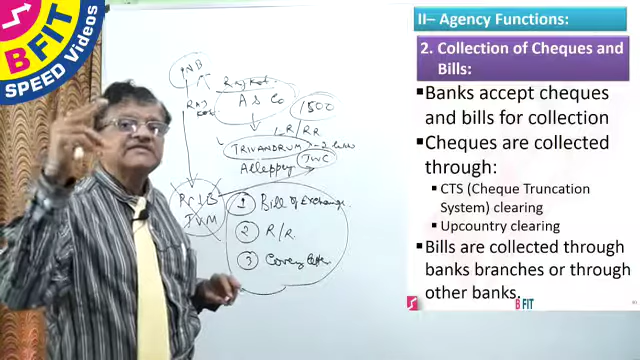 BFIT
SPEED Videos
PNB
RAJ
KOT
Rajkot
A S Co
1500
LR / RR
TRIVANDRUM
Alleppey
TWC
TVM
1 Bill of Exchange
2 R/R
3 Covering letter
II– Agency Functions:
2. Collection of Cheques and
Bills:
▪Banks accept cheques
and bills for collection
▪Cheques are collected
through:
▪ CTS (Cheque Truncation
System) clearing
▪ Upcountry clearing
▪Bills are collected through
banks branches or through
other banks.
BFIT